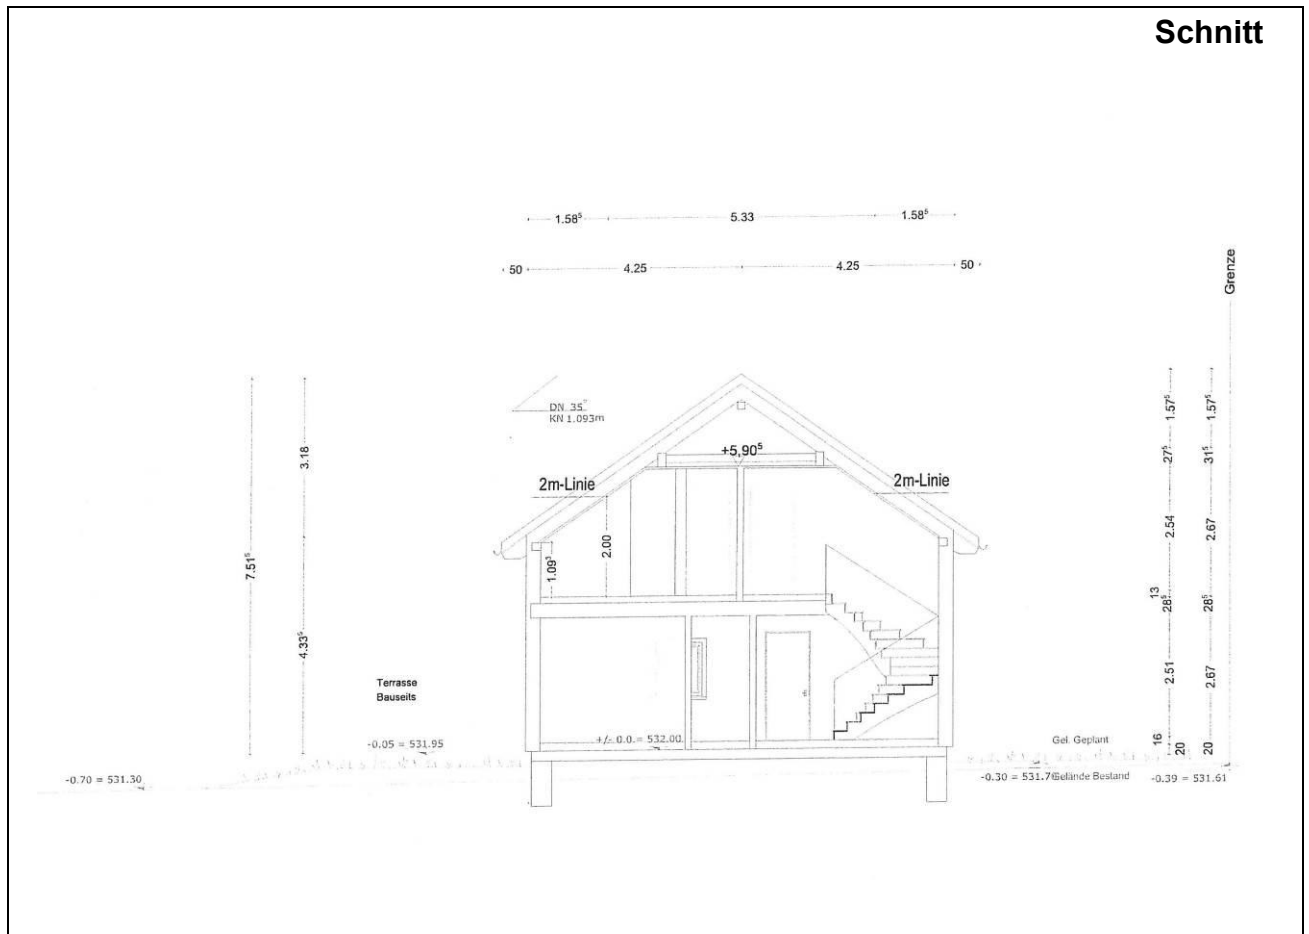 Schnitt
1.58⁵ 5.33 1.58⁵
50 4.25 4.25 50
Grenze
DN 35°
KN 1.093m
+5,90⁵
2m-Linie
2m-Linie
3.18
7.51⁵
4.33⁵
1.09³
2.00
1.57⁵
27⁵
2.54
13
28⁵
2.51
16
20
1.57⁵
31⁵
2.67
28⁵
2.67
20
Terrasse
Bauseits
+/- 0.0.= 532.00
-0.05 = 531.95
Gel. Geplant
-0.70 = 531.30
-0.30 = 531.7
Gelände Bestand
-0.39 = 531.61